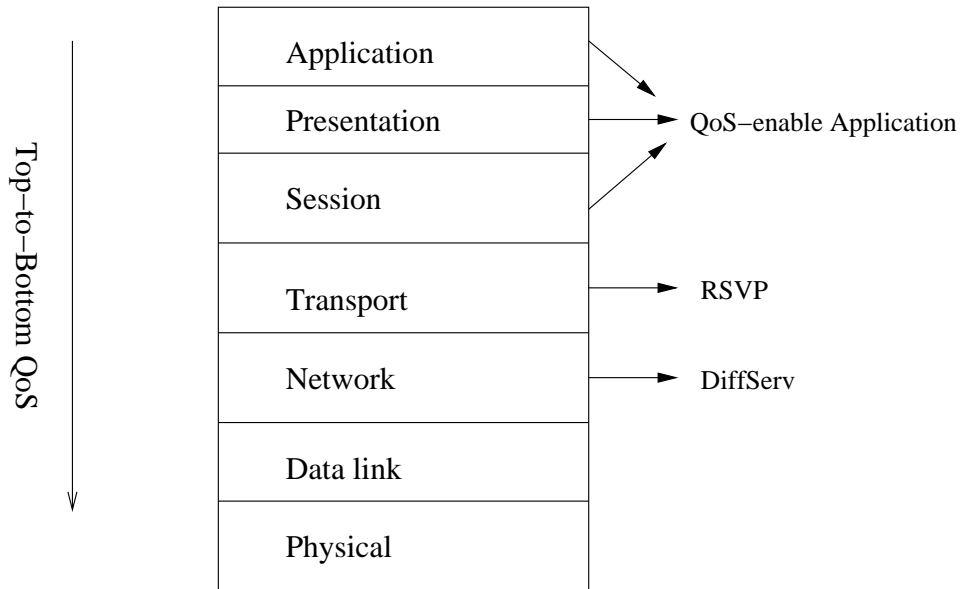 Application
Presentation
QoS−enable Application
Session
Top−to−Bottom QoS
Transport
RSVP
Network
DiffServ
Data link
Physical